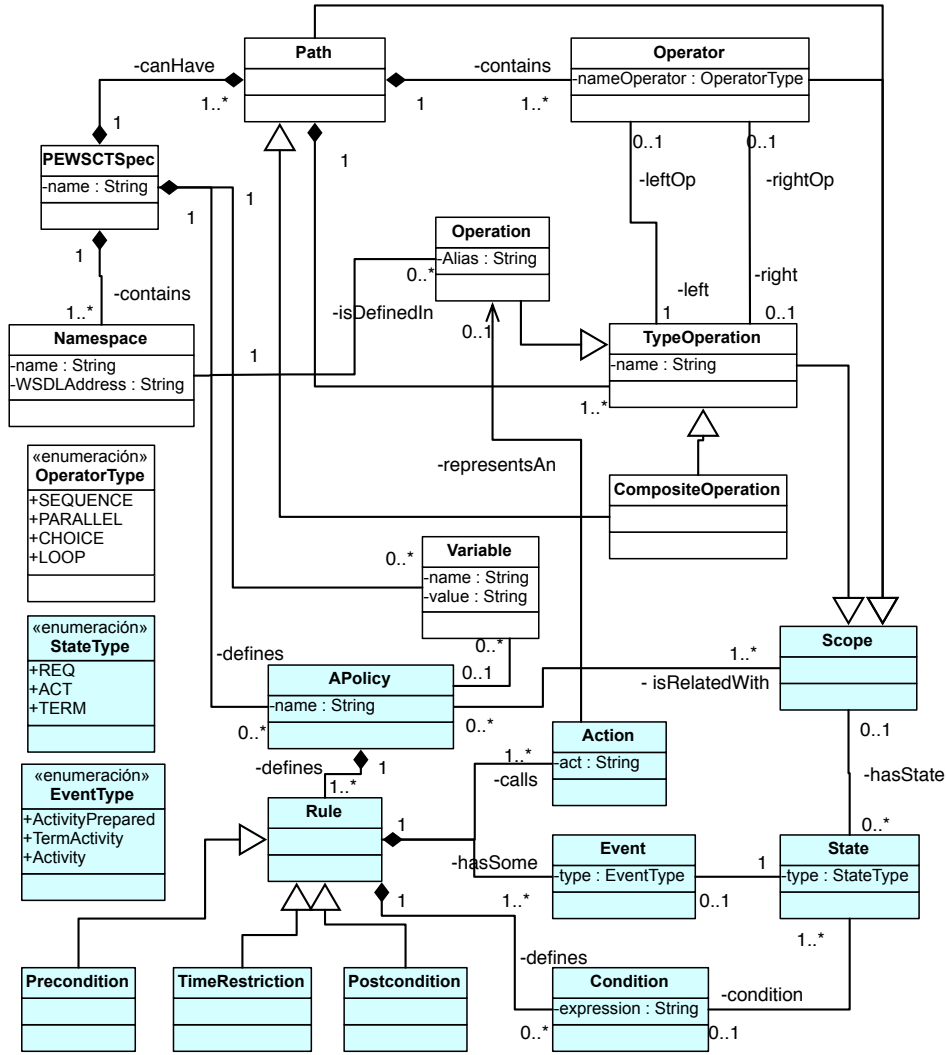 Path
Operator
-nameOperator : OperatorType
-canHave
1..*
1
-contains
1..*
1
PEWSCTSpec
-name : String
1
1
1
1
0..1
0..1
-leftOp
-rightOp
Operation
-Alias : String
0..*
-contains
1..*
-isDefinedIn
1
0..1
-left
1
-right
0..1
Namespace
-name : String
-WSDLAddress : String
TypeOperation
-name : String
1..*
«enumeración»
OperatorType
+SEQUENCE
+PARALLEL
+CHOICE
+LOOP
-representsAn
CompositeOperation
0..*
Variable
-name : String
-value : String
0..*
0..1
«enumeración»
StateType
+REQ
+ACT
+TERM
-defines
0..*
APolicy
-name : String
0..*
1..*
- isRelatedWith
Scope
0..1
-hasState
0..*
Action
-act : String
«enumeración»
EventType
+ActivityPrepared
+TermActivity
+Activity
-defines
1
1..*
Rule
1
1..*
-calls
-hasSome
1..*
Event
-type : EventType
0..1
1
State
-type : StateType
1..*
1
-defines
0..*
Precondition
TimeRestriction
Postcondition
Condition
-expression : String
0..1
-condition